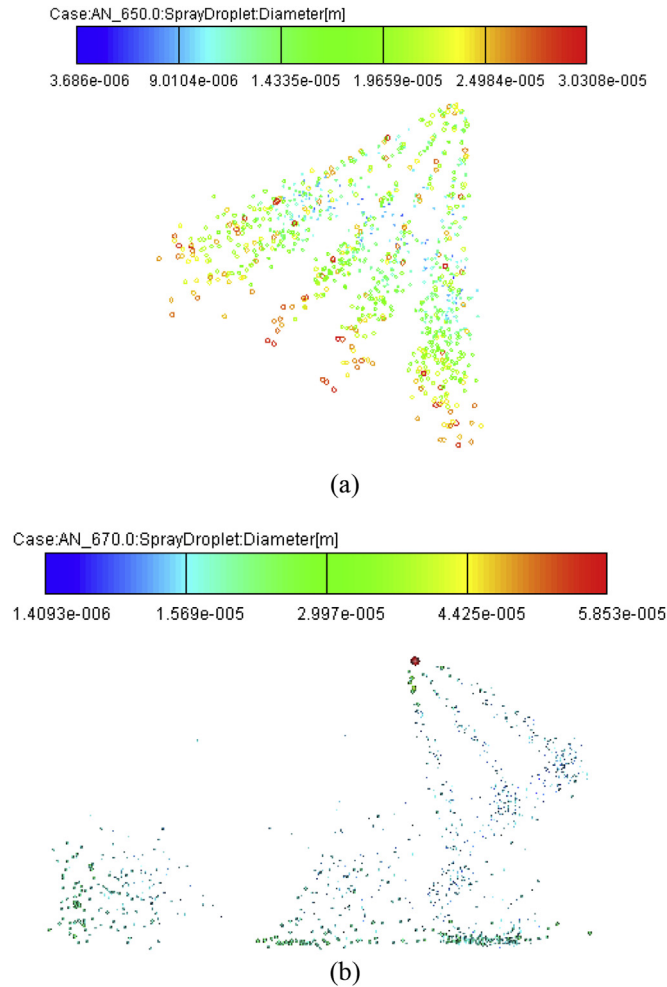 Case:AN_650.0:SprayDroplet:Diameter[m]
3.686e-006 9.0104e-006 1.4335e-005 1.9659e-005 2.4984e-005 3.0308e-005
(a)
Case:AN_670.0:SprayDroplet:Diameter[m]
1.4093e-006 1.569e-005 2.997e-005 4.425e-005 5.853e-005
(b)